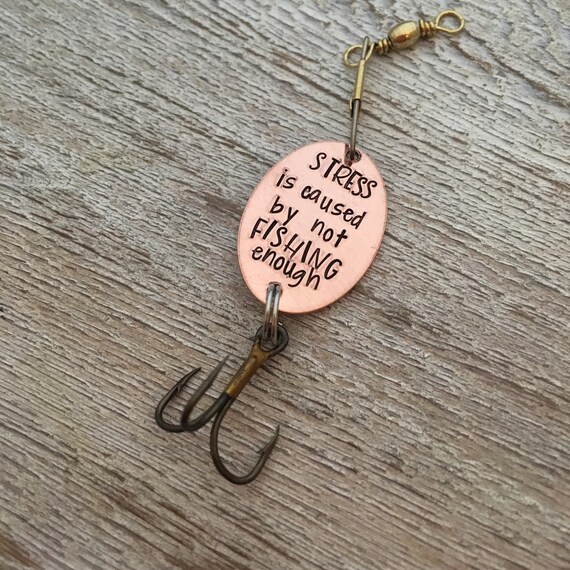 STRESS
is caused
by not
FISHING
enough